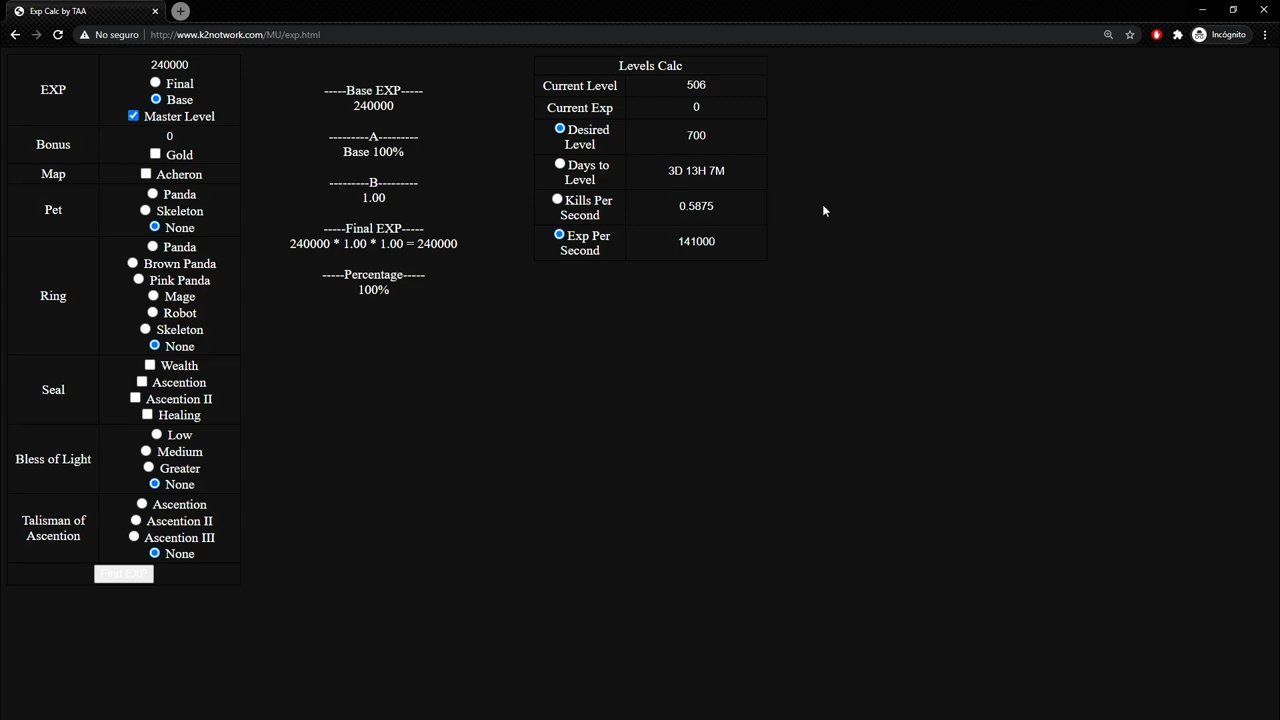 Exp Calc by TAA
No seguro
http://www.k2network.com/MU/exp.html
Incógnito
EXP
240000
Final
Base
Master Level
Bonus
0
Gold
Map
Acheron
Pet
Panda
Skeleton
None
Ring
Panda
Brown Panda
Pink Panda
Mage
Robot
Skeleton
None
Seal
Wealth
Ascention
Ascention II
Healing
Bless of Light
Low
Medium
Greater
None
Talisman of
Ascention
Ascention
Ascention II
Ascention III
None
-----Base EXP-----
240000
---------A---------
Base 100%
---------B---------
1.00
-----Final EXP-----
240000 * 1.00 * 1.00 = 240000
-----Percentage-----
100%
Levels Calc
Current Level
506
Current Exp
0
Desired
Level
700
Days to
Level
3D 13H 7M
Kills Per
Second
0.5875
Exp Per
Second
141000